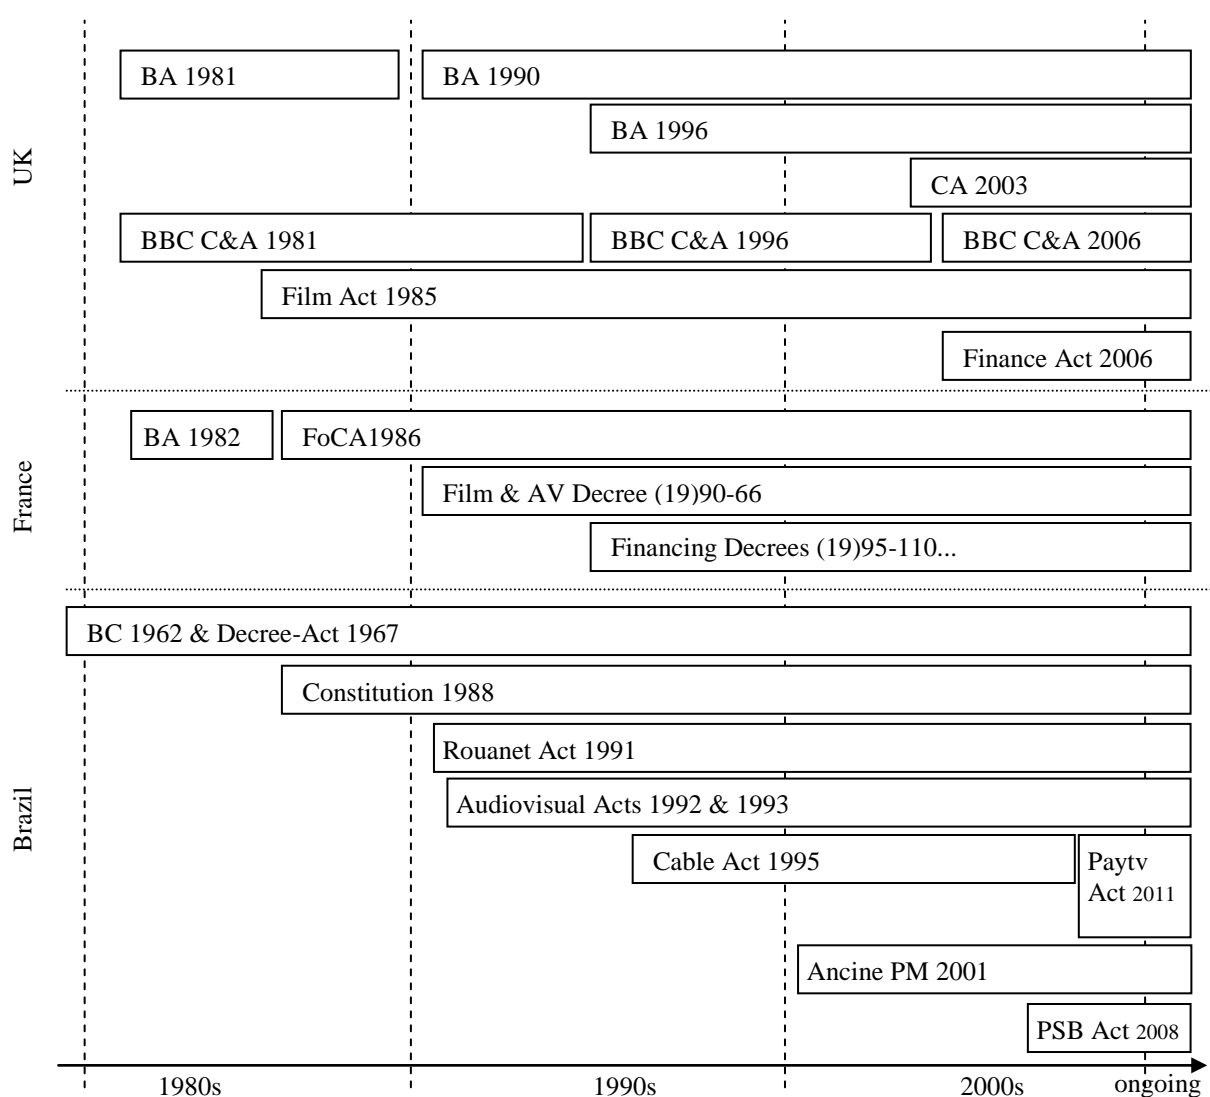 UK
BA 1981
BA 1990
BA 1996
CA 2003
BBC C&A 1981
BBC C&A 1996
BBC C&A 2006
Film Act 1985
Finance Act 2006
France
BA 1982
FoCA1986
Film & AV Decree (19)90-66
Financing Decrees (19)95-110...
Brazil
BC 1962 & Decree-Act 1967
Constitution 1988
Rouanet Act 1991
Audiovisual Acts 1992 & 1993
Cable Act 1995
Paytv
Act 2011
Ancine PM 2001
PSB Act 2008
1980s
1990s
2000s
ongoing